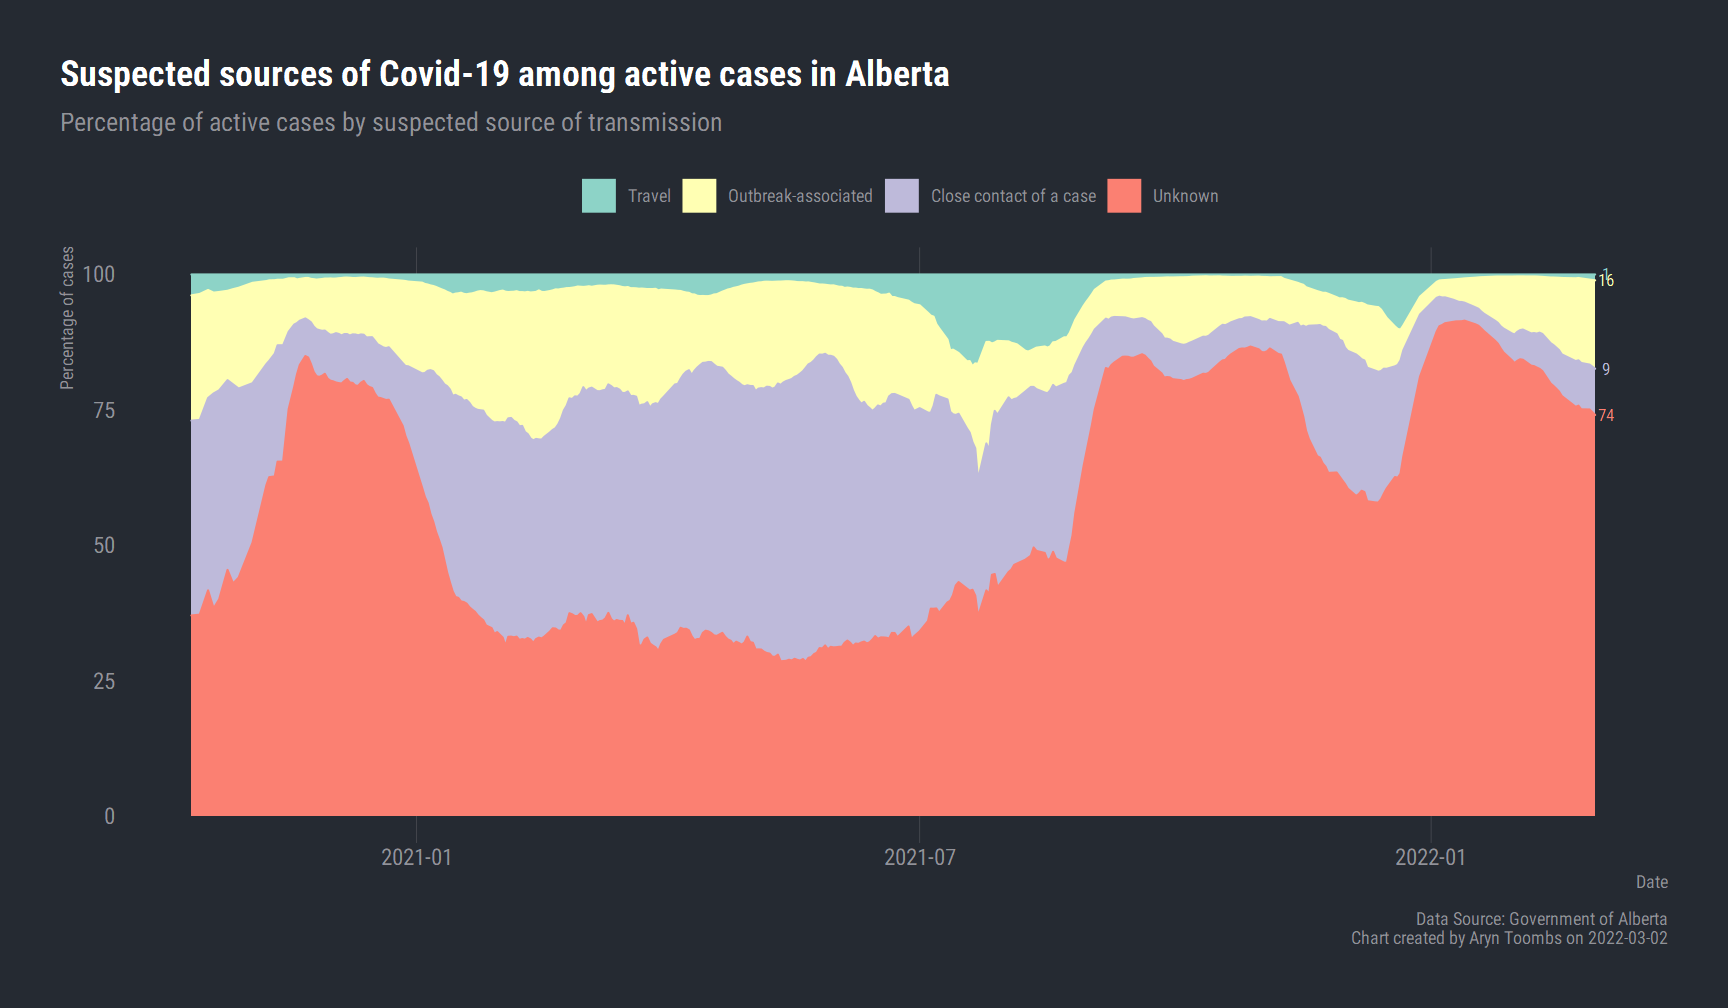 Suspected sources of Covid-19 among active cases in Alberta
Percentage of active cases by suspected source of transmission
Travel Outbreak-associated Close contact of a case Unknown
Percentage of cases
100
75
50
25
0
1
16
9
74
2021-01 2021-07 2022-01
Date
Data Source: Government of Alberta
Chart created by Aryn Toombs on 2022-03-02